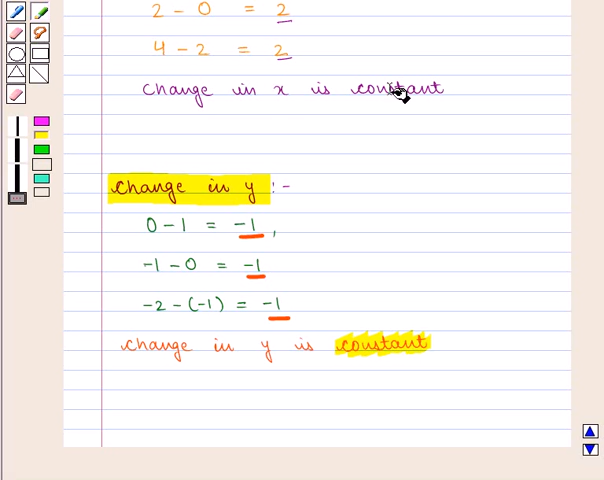 2 - 0 = 2
4 - 2 = 2
change in x is constant
change in y :-
0 - 1 = -1 ,
-1 - 0 = -1
-2 - (-1) = -1
change in y is constant